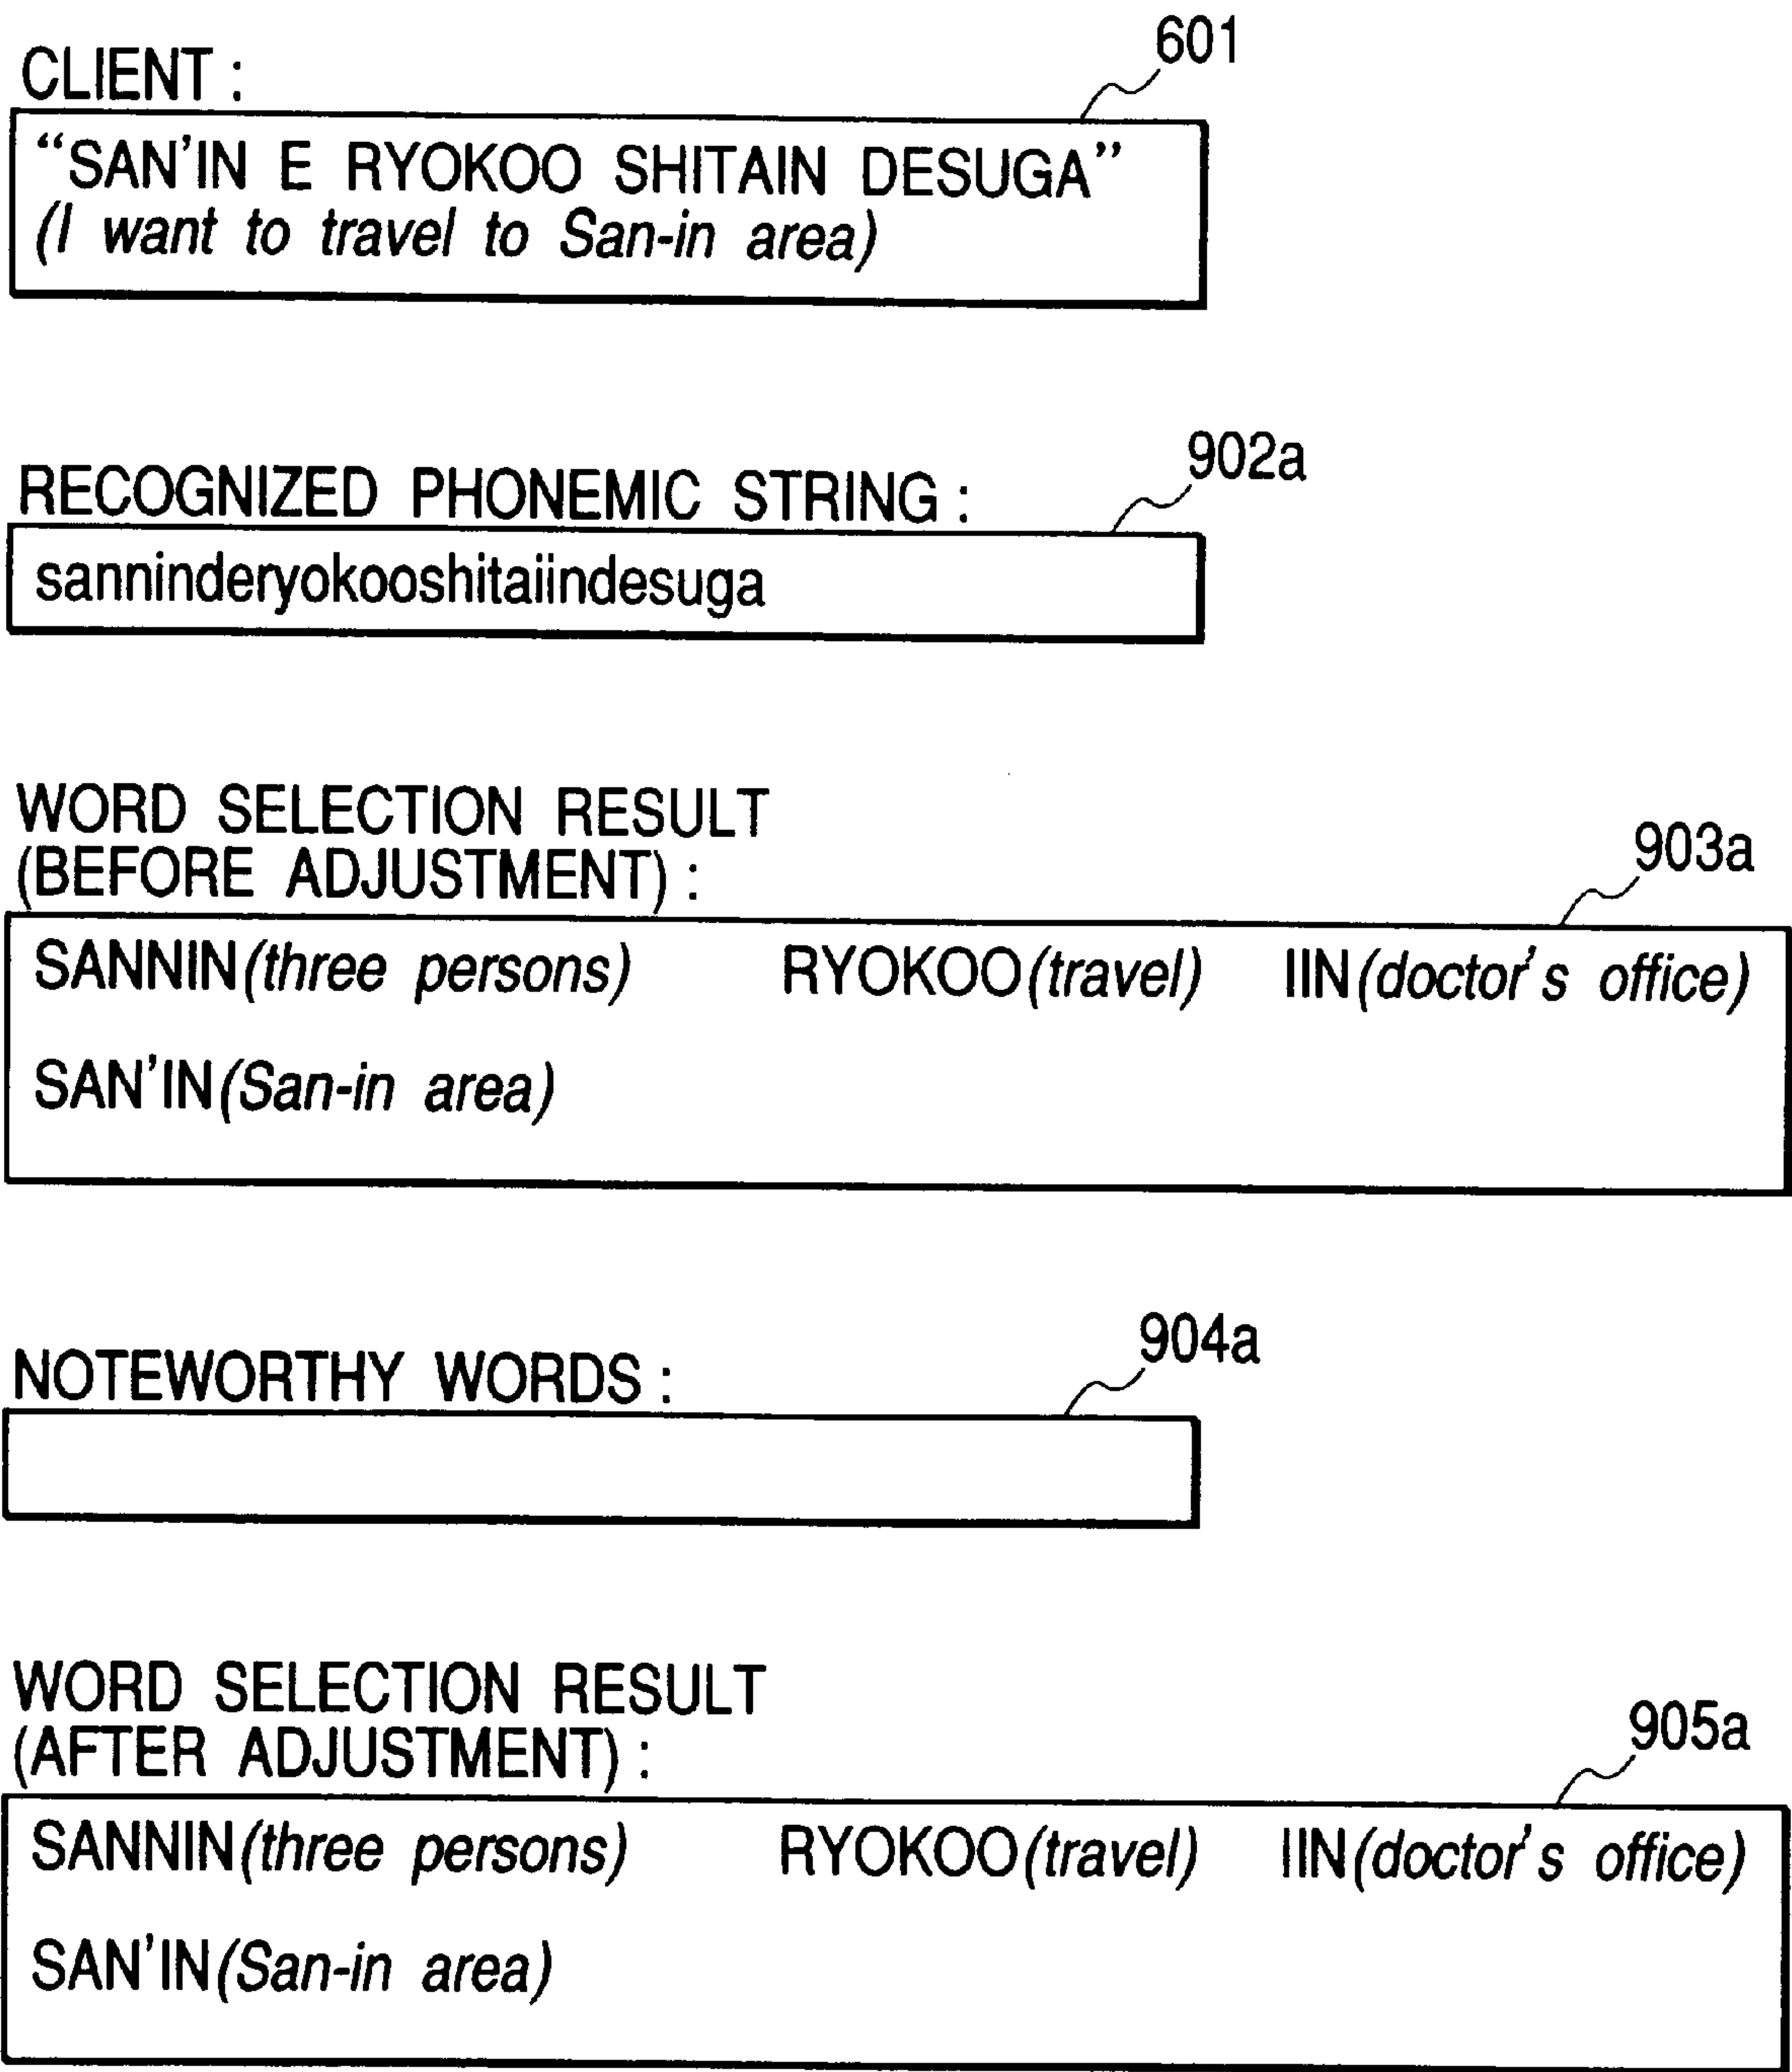 601
CLIENT :
“SAN’IN E RYOKOO SHITAIN DESUGA”
(I want to travel to San-in area)
902a
RECOGNIZED PHONEMIC STRING :
sanninderyokooshitaiindesuga
WORD SELECTION RESULT
(BEFORE ADJUSTMENT) :
903a
SANNIN(three persons) RYOKOO(travel) IIN(doctor's office)
SAN’IN(San-in area)
904a
NOTEWORTHY WORDS :
WORD SELECTION RESULT
(AFTER ADJUSTMENT) :
905a
SANNIN(three persons) RYOKOO(travel) IIN(doctor's office)
SAN’IN(San-in area)